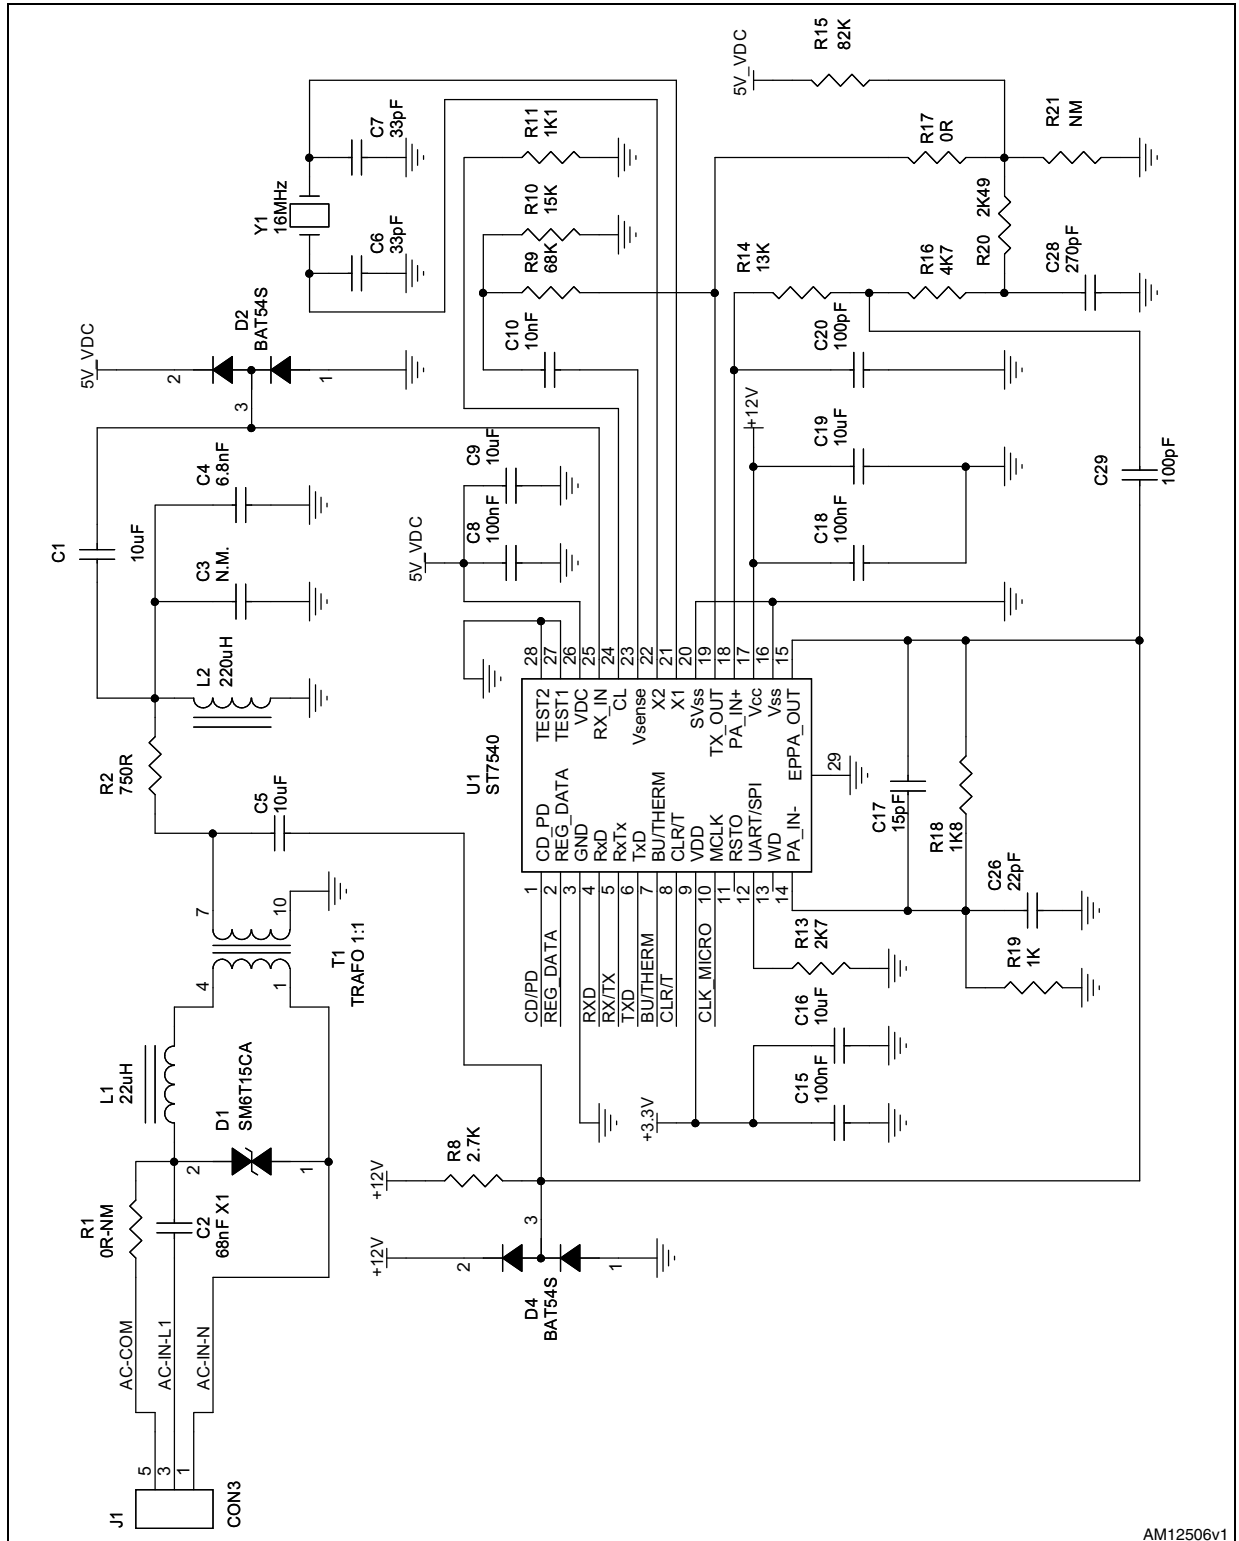 R15
82K
5V_VDC
R21
NM
R17
0R
C7
33pF
R11
1K1
Y1
16MHz
R10
15K
2K49
R20
C6
33pF
R9
68K
R14
13K
R16
4K7
C28
270pF
D2
BAT54S
C10
10nF
C20
100pF
5V_VDC
2
1
3
+12V
C4
6.8nF
C9
10uF
C19
10uF
C29
100pF
C1
10uF
C8
100nF
5V_VDC
C18
100nF
C3
N.M.
L2
220uH
28
27
26
25
24
23
22
21
20
19
18
17
16
15
TEST2
TEST1
VDC
RX_IN
CL
Vsense
X2
X1
SVss
TX_OUT
PA_IN+
Vcc
Vss
EPPA_OUT
U1
ST7540
29
CD_PD
REG_DATA
GND
RxD
RxTx
TxD
BU/THERM
CLR/T
VDD
MCLK
RSTO
UART/SPI
WD
PA_IN-
1
2
3
4
5
6
7
8
9
10
11
12
13
14
R2
750R
C5
10uF
C17
15pF
R18
1K8
C26
22pF
R19
1K
R13
2K7
7
10
T1
TRAFO 1:1
4
1
CD/PD
REG_DATA
RXD
RX/TX
TXD
BU/THERM
CLR/T
CLK_MICRO
C16
10uF
C15
100nF
+3.3V
L1
22uH
D1
SM6T15CA
2
1
R8
2.7K
+12V
R1
0R-NM
C2
68nF X1
3
+12V
2
1
D4
BAT54S
AC-COM
AC-IN-L1
AC-IN-N
5
3
1
J1
CON3
AM12506v1